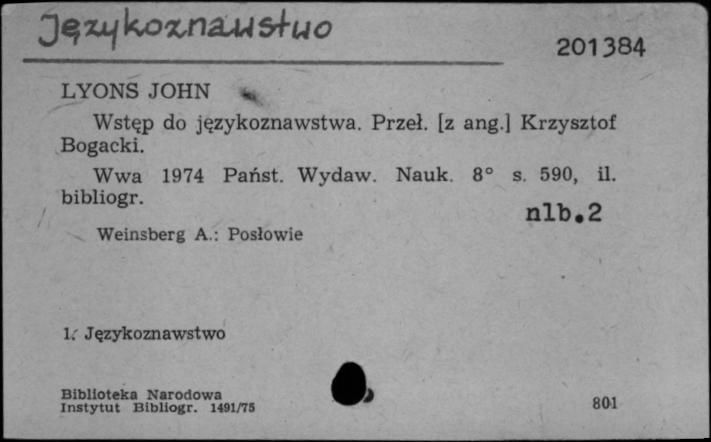 Językoznawstwo
201384
LYONS JOHN
Wstęp do językoznawstwa. Przeł. [z ang.] Krzysztof
Bogacki.
Wwa 1974 Państ. Wydaw. Nauk. 8° s. 590, il.
bibliogr.
nlb.2
Weinsberg A.: Posłowie
1. Językoznawstwo
Biblioteka Narodowa
Instytut Bibliogr. 1491/75
801